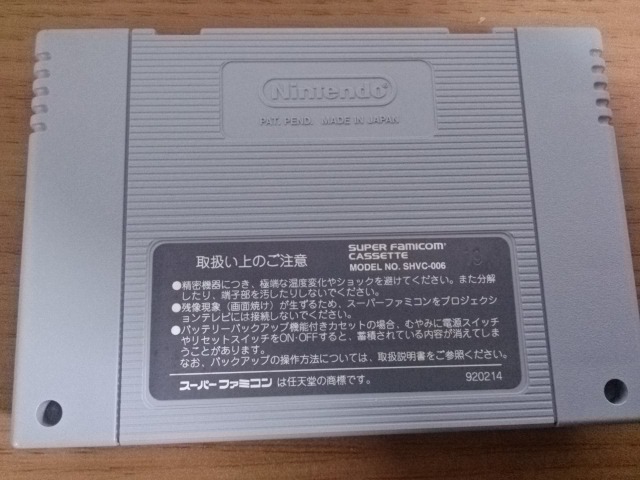 Nintendo
PAT. PEND. MADE IN JAPAN
取扱い上のご注意
SUPER FAMICOM
CASSETTE
MODEL NO. SHVC-006
●精密機器につき、極端な温度変化やショックを避けてください。また分解
したり、端子部を汚したりしないでください。
●残像現象（画面焼け）が生ずるため、スーパーファミコンをプロジェクシ
ョンテレビには接続しないでください。
●バッテリーバックアップ機能付きカセットの場合、むやみに電源スイッチ
やリセットスイッチをON・OFFすると、蓄積されている内容が消えてしま
うことがあります。
なお、バックアップの操作方法については、取扱説明書をご参照ください。
スーパーファミコン は任天堂の商標です。
920214